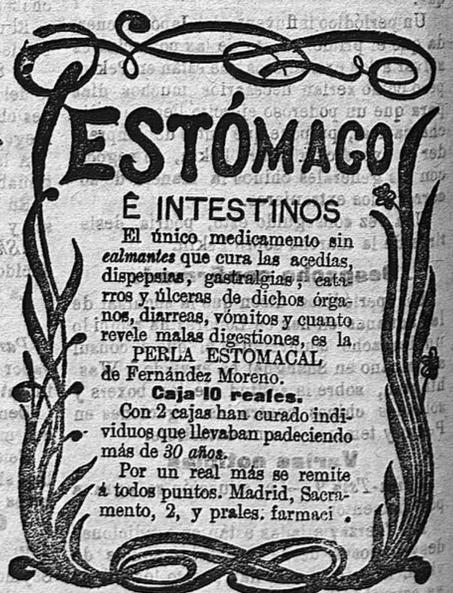 ESTÓMAGO
É INTESTINOS
El único medicamento sin
calmantes que cura las acedías,
dispepsias, gastralgias, cata-
rros y úlceras de dichos órga-
nos, diarreas, vómitos y cuanto
revele malas digestiones, es la
PERLA ESTOMACAL
de Fernández Moreno.
Caja 10 reales.
Con 2 cajas han curado indi-
viduos que llevaban padeciendo
más de 30 años.
Por un real más se remite
á todos puntos. Madrid, Sacra-
mento, 2, y prales. farmaci .